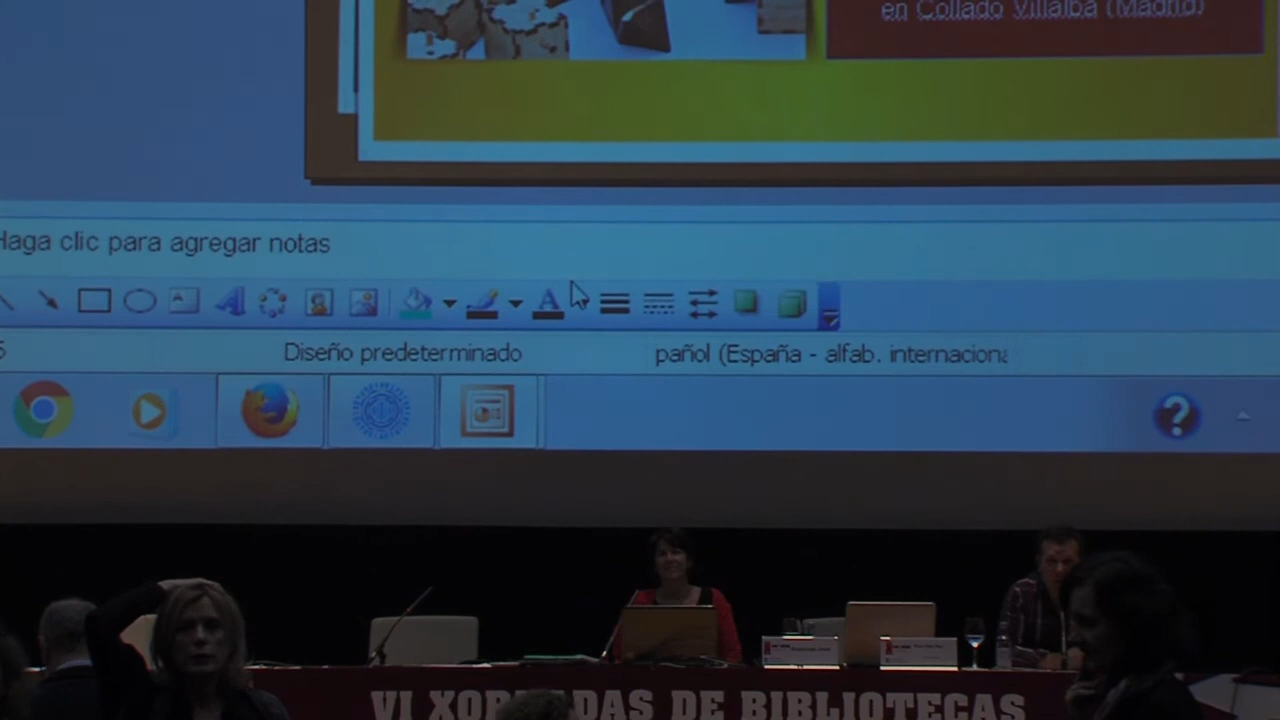 en Collado Villalba (Madrid)
Haga clic para agregar notas
Diseño predeterminado
pañol (España - alfab. internaciona
VI XOR DAS DE BIBLIOTECAS